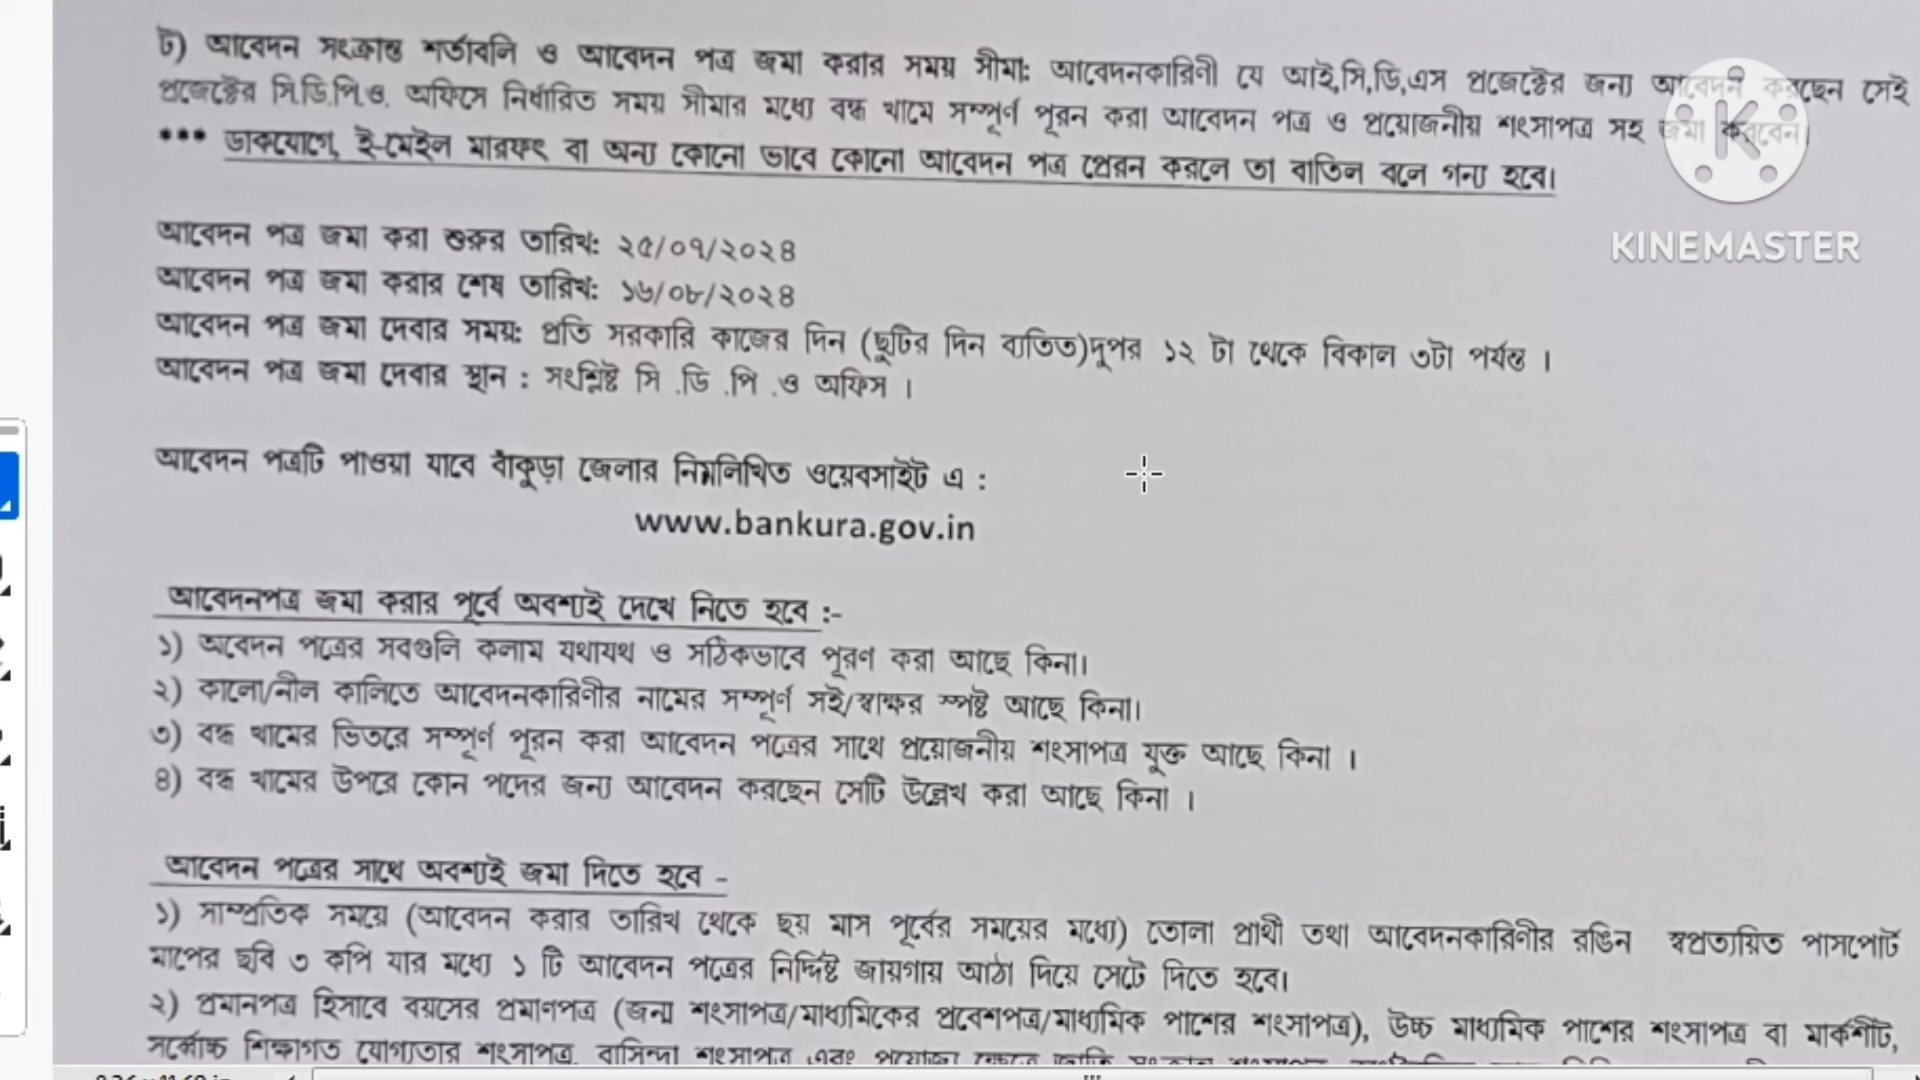 ট) আবেদন সংক্রান্ত শর্তাবলি ও আবেদন পত্র জমা করার সময় সীমা: আবেদনকারিণী যে আই,সি,ডি,এস প্রজেক্টের জন্য আবেদনী করছেন সেই
প্রজেক্টের সি.ডি.পি.ও. অফিসে নির্ধারিত সময় সীমার মধ্যে বন্ধ খামে সম্পূর্ণ পূরন করা আবেদন পত্র ও প্রয়োজনীয় শংসাপত্র সহ জমা করবেন।
*** ডাকযোগে, ই-মেইল মারফৎ বা অন্য কোনো ভাবে কোনো আবেদন পত্র প্রেরন করলে তা বাতিল বলে গন্য হবে।
KINEMASTER
আবেদন পত্র জমা করা শুরুর তারিখ: ২৫/০৭/২০২৪
আবেদন পত্র জমা করার শেষ তারিখ: ১৬/০৮/২০২৪
আবেদন পত্র জমা দেবার সময়: প্রতি সরকারি কাজের দিন (ছুটির দিন ব্যতিত)দুপর ১২ টা থেকে বিকাল ৩টা পর্যন্ত ।
আবেদন পত্র জমা দেবার স্থান : সংশ্লিষ্ট সি .ডি .পি .ও অফিস ।
আবেদন পত্রটি পাওয়া যাবে বাঁকুড়া জেলার নিম্নলিখিত ওয়েবসাইট এ :
www.bankura.gov.in
আবেদনপত্র জমা করার পূর্বে অবশ্যই দেখে নিতে হবে :-
১) অবেদন পত্রের সবগুলি কলাম যথাযথ ও সঠিকভাবে পূরণ করা আছে কিনা।
২) কালো/নীল কালিতে আবেদনকারিণীর নামের সম্পূর্ণ সই/স্বাক্ষর স্পষ্ট আছে কিনা।
৩) বন্ধ খামের ভিতরে সম্পূর্ণ পূরন করা আবেদন পত্রের সাথে প্রয়োজনীয় শংসাপত্র যুক্ত আছে কিনা ।
৪) বন্ধ খামের উপরে কোন পদের জন্য আবেদন করছেন সেটি উল্লেখ করা আছে কিনা ।
আবেদন পত্রের সাথে অবশ্যই জমা দিতে হবে -
১) সাম্প্রতিক সময়ে (আবেদন করার তারিখ থেকে ছয় মাস পূর্বের সময়ের মধ্যে) তোলা প্রার্থী তথা আবেদনকারিণীর রঙিন স্বপ্রত্যয়িত পাসপোর্ট
মাপের ছবি ৩ কপি যার মধ্যে ১ টি আবেদন পত্রের নির্দ্দিষ্ট জায়গায় আঠা দিয়ে সেটে দিতে হবে।
২) প্রমানপত্র হিসাবে বয়সের প্রমাণপত্র (জন্ম শংসাপত্র/মাধ্যমিকের প্রবেশপত্র/মাধ্যমিক পাশের শংসাপত্র), উচ্চ মাধ্যমিক পাশের শংসাপত্র বা মার্কশীট,
সর্ব্বোচ্চ শিক্ষাগত যোগ্যতার শংসাপত্র, বাসিন্দা শংসাপত্র এবং